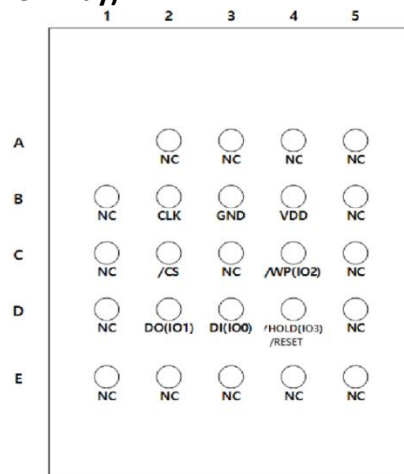 1 2 3 4 5
A
NC NC NC NC
B
NC CLK GND VDD NC
C
NC /CS NC /WP(IO2) NC
D
NC DO(IO1) DI(IO0) /HOLD(IO3) NC
/RESET
E
NC NC NC NC NC